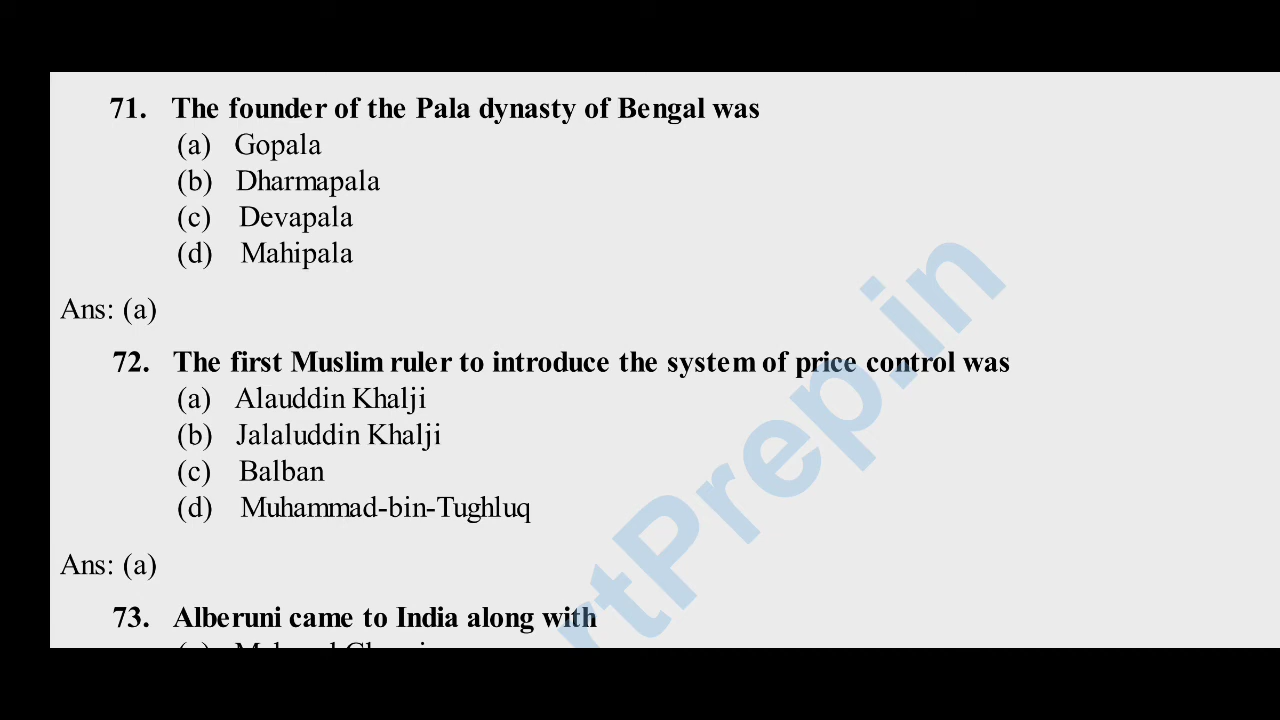 71. The founder of the Pala dynasty of Bengal was
(a) Gopala
(b) Dharmapala
(c) Devapala
(d) Mahipala
Ans: (a)
72. The first Muslim ruler to introduce the system of price control was
(a) Alauddin Khalji
(b) Jalaluddin Khalji
(c) Balban
(d) Muhammad-bin-Tughluq
Ans: (a)
73. Alberuni came to India along with
rtPrep.in